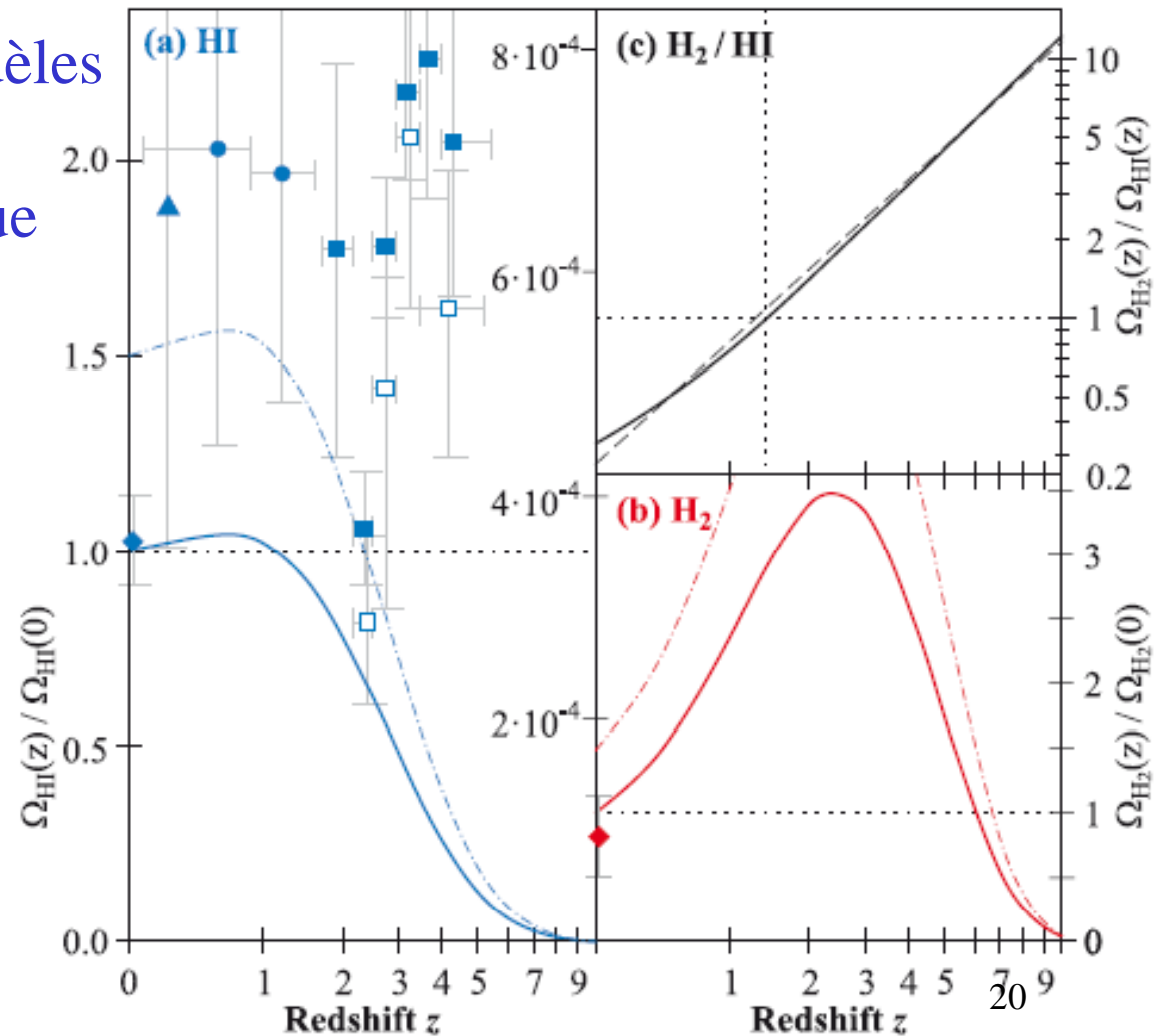 èles
ue
(a) HI
8·10⁻⁴
6·10⁻⁴
4·10⁻⁴
2·10⁻⁴
2.0
1.5
1.0
0.5
0.0
Ω_HI(z) / Ω_HI(0)
0 1 2 3 4 5 7 9
Redshift z
(c) H₂ / HI
10
5
2
1
0.5
0.2
Ω_H₂(z) / Ω_HI(z)
(b) H₂
3
2
1
0
Ω_H₂(z) / Ω_H₂(0)
1 2 3 4 5 7 9
Redshift z
20